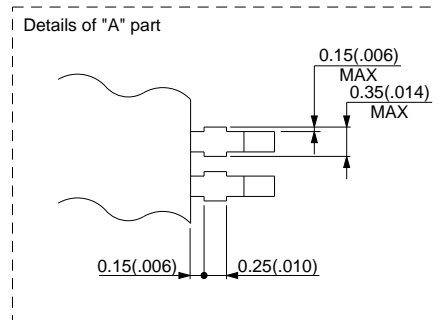 Details of "A" part
0.15(.006)
MAX
0.35(.014)
MAX
0.15(.006)
0.25(.010)